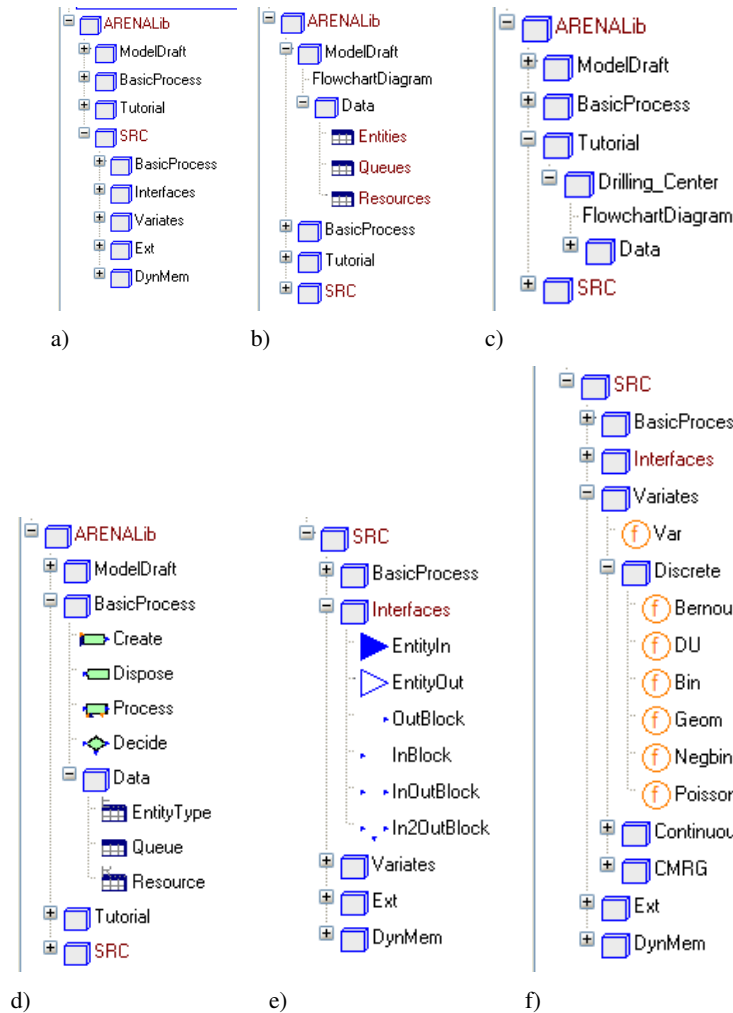 ARENALib
ModelDraft
BasicProcess
Tutorial
SRC
BasicProcess
Interfaces
Variates
Ext
DynMem
a)
ARENALib
ModelDraft
FlowchartDiagram
Data
Entities
Queues
Resources
BasicProcess
Tutorial
SRC
b)
ARENALib
ModelDraft
BasicProcess
Tutorial
Drilling_Center
FlowchartDiagram
Data
SRC
c)
ARENALib
ModelDraft
BasicProcess
Create
Dispose
Process
Decide
Data
EntityType
Queue
Resource
Tutorial
SRC
d)
SRC
BasicProcess
Interfaces
EntityIn
EntityOut
OutBlock
InBlock
InOutBlock
In2OutBlock
Variates
Ext
DynMem
e)
SRC
BasicProces
Interfaces
Variates
f Var
Discrete
f Bernou
f DU
f Bin
f Geom
f Negbin
f Poissor
Continuou
CMRG
Ext
DynMem
f)